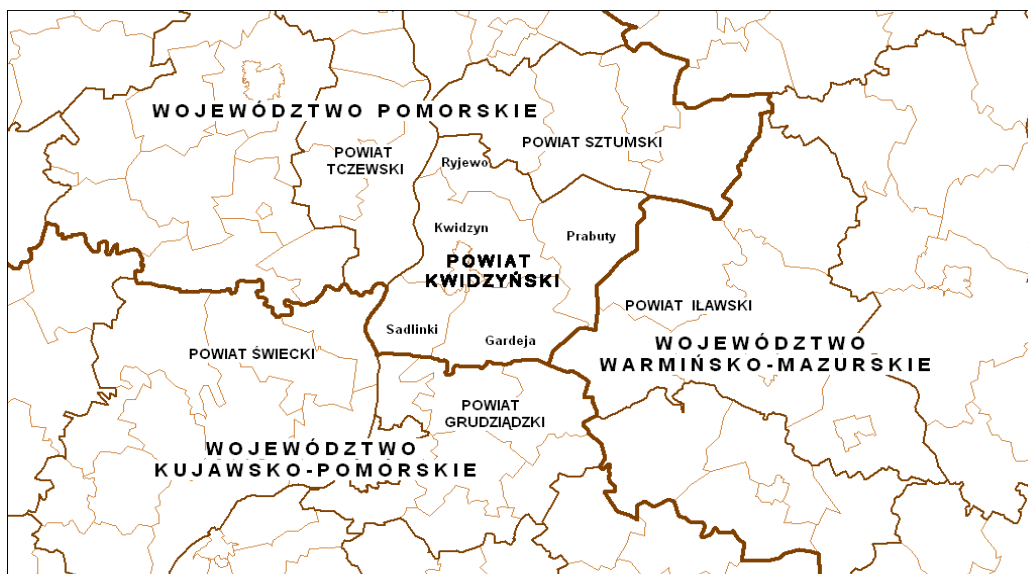 WOJEWÓDZTWO POMORSKIE
POWIAT
TCZEWSKI
POWIAT SZTUMSKI
Ryjewo
Kwidzyn
Prabuty
POWIAT
KWIDZYŃSKI
Sadlinki
Gardeja
POWIAT IŁAWSKI
WOJEWÓDZTWO
WARMIŃSKO-MAZURSKIE
POWIAT ŚWIECKI
POWIAT
GRUDZIĄDZKI
WOJEWÓDZTWO
KUJAWSKO-POMORSKIE